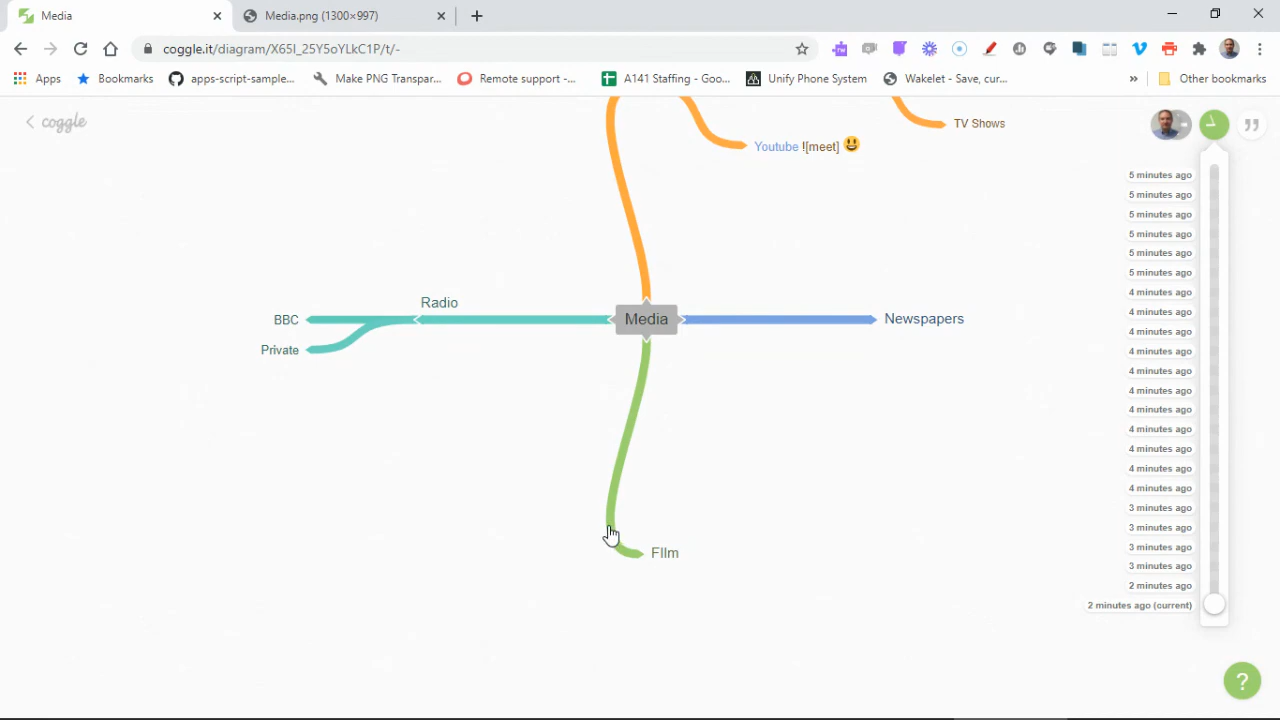 Media
Media.png (1300×997)
coggle.it/diagram/X65I_25Y5oYLkC1P/t/-
Apps
Bookmarks
apps-script-sample...
Make PNG Transpar...
Remote support -...
A141 Staffing - Goo...
Unify Phone System
Wakelet - Save, cur...
»
Other bookmarks
coggle
TV Shows
Youtube ![meet] 😃
5 minutes ago
5 minutes ago
5 minutes ago
5 minutes ago
5 minutes ago
5 minutes ago
4 minutes ago
4 minutes ago
4 minutes ago
4 minutes ago
4 minutes ago
4 minutes ago
4 minutes ago
4 minutes ago
4 minutes ago
4 minutes ago
4 minutes ago
3 minutes ago
3 minutes ago
3 minutes ago
3 minutes ago
2 minutes ago
2 minutes ago (current)
Radio
BBC
Private
Media
Newspapers
FIlm
?